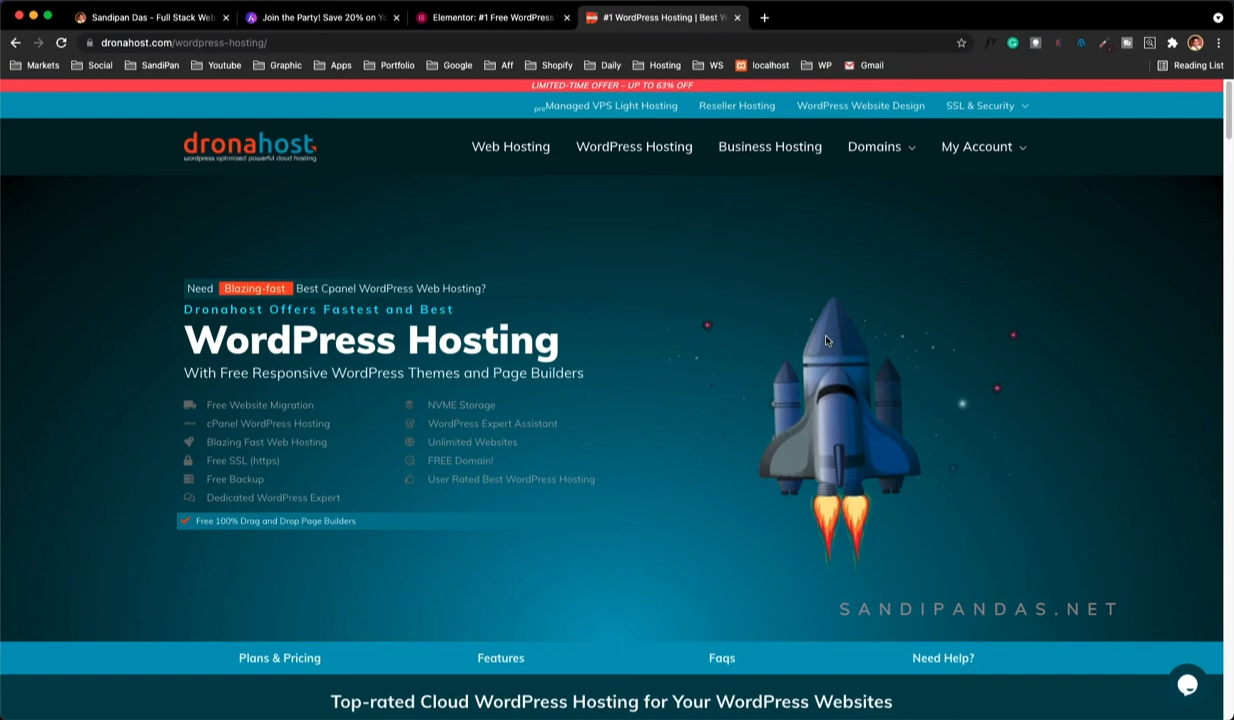 Sandipan Das - Full Stack Web
Join the Party! Save 20% on Yo
Elementor: #1 Free WordPress
#1 WordPress Hosting | Best W
dronahost.com/wordpress-hosting/
Markets Social SandiPan Youtube Graphic Apps Portfolio Google Aff Shopify Daily Hosting WS localhost WP Gmail Reading List
LIMITED-TIME OFFER – UP TO 63% OFF
preManaged VPS Light Hosting Reseller Hosting WordPress Website Design SSL & Security
dronahost
wordpress optimized powerful cloud hosting
Web Hosting WordPress Hosting Business Hosting Domains My Account
Need Blazing-fast Best Cpanel WordPress Web Hosting?
Dronahost Offers Fastest and Best
WordPress Hosting
With Free Responsive WordPress Themes and Page Builders
Free Website Migration
cPanel WordPress Hosting
Blazing Fast Web Hosting
Free SSL (https)
Free Backup
Dedicated WordPress Expert
NVME Storage
WordPress Expert Assistant
Unlimited Websites
FREE Domain!
User Rated Best WordPress Hosting
Free 100% Drag and Drop Page Builders
SANDIPANDAS.NET
Plans & Pricing Features Faqs Need Help?
Top-rated Cloud WordPress Hosting for Your WordPress Websites